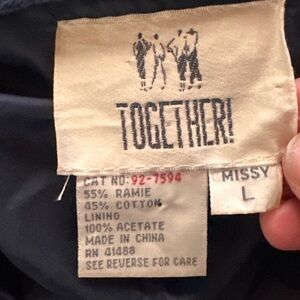 TOGETHER!
CAT NO. 92-7594
55% RAMIE
45% COTTON
LINING
100% ACETATE
MADE IN CHINA
RN 41488
SEE REVERSE FOR CARE
MISSY
L